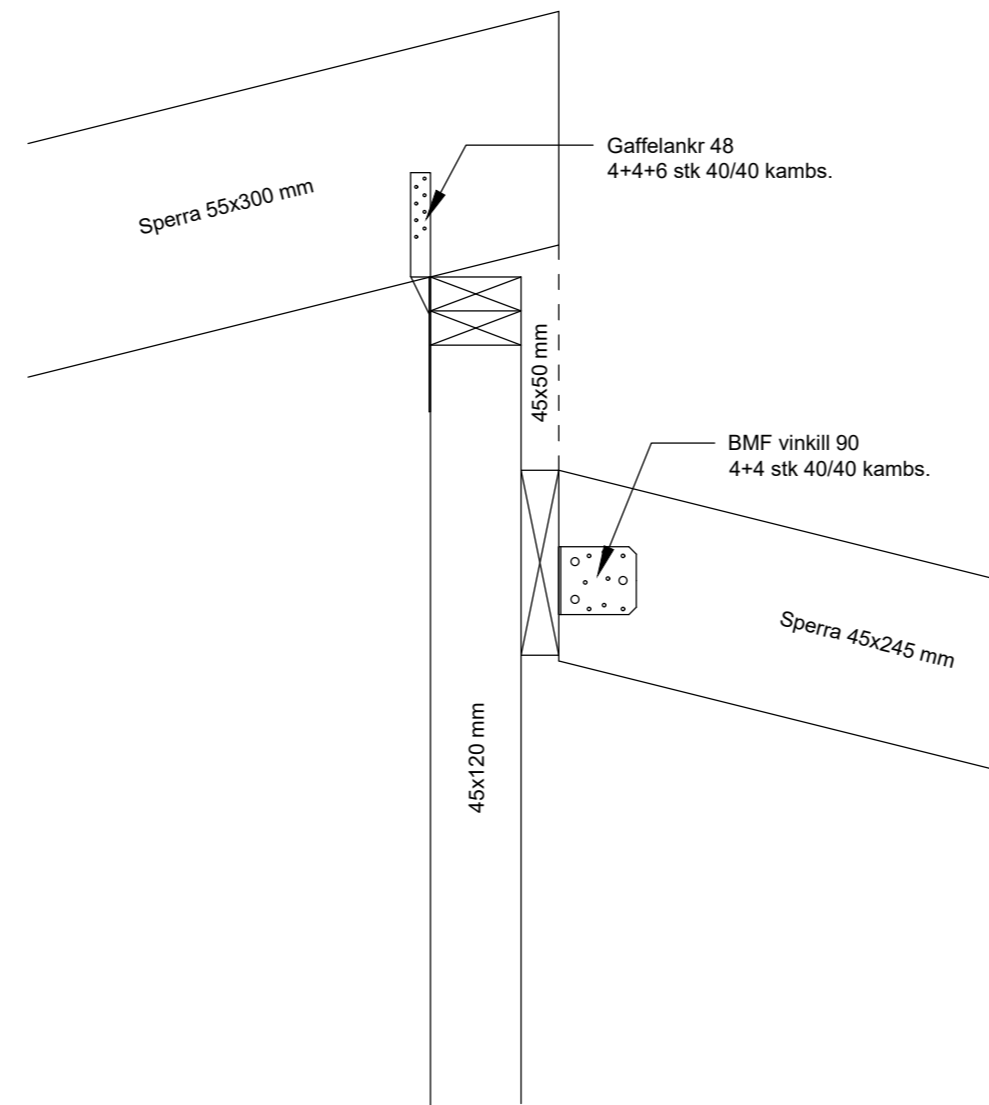 Gaffelankr 48
4+4+6 stk 40/40 kambs.
Sperra 55x300 mm
45x50 mm
BMF vinkill 90
4+4 stk 40/40 kambs.
Sperra 45x245 mm
45x120 mm